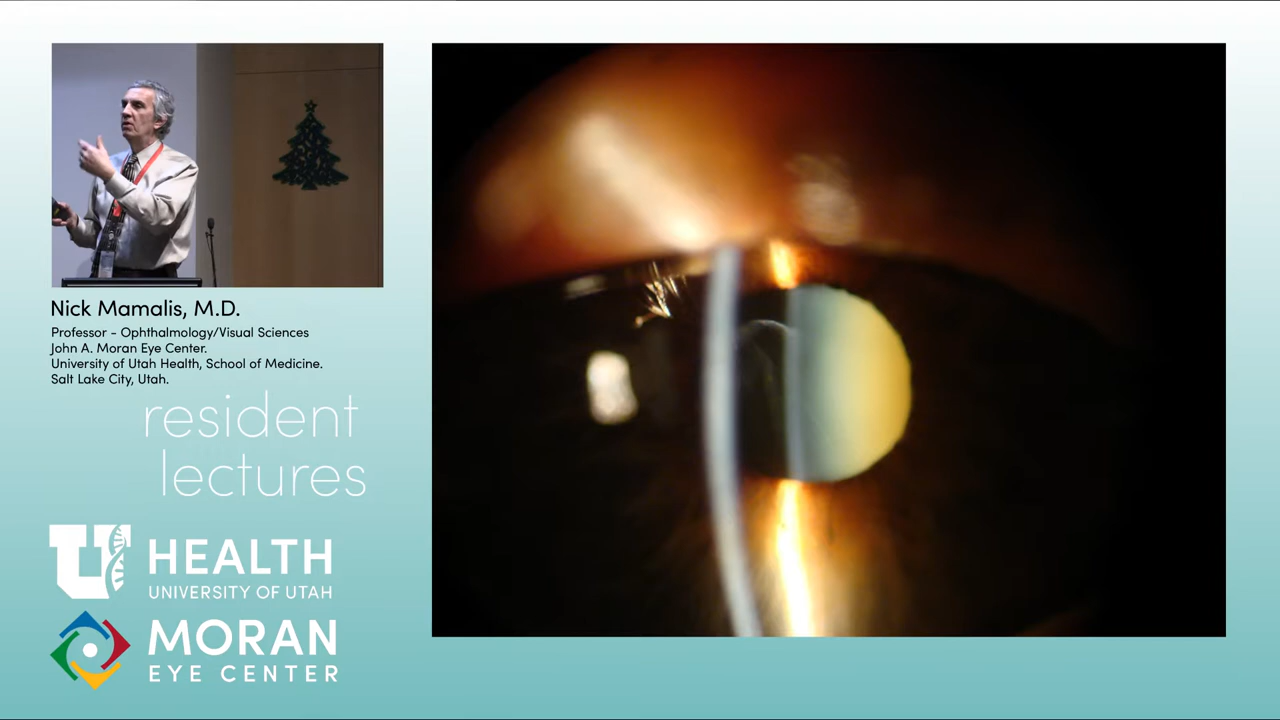 Nick Mamalis, M.D.
Professor - Ophthalmology/Visual Sciences
John A. Moran Eye Center.
University of Utah Health, School of Medicine.
Salt Lake City, Utah.
resident
lectures
U HEALTH
UNIVERSITY OF UTAH
MORAN
EYE CENTER